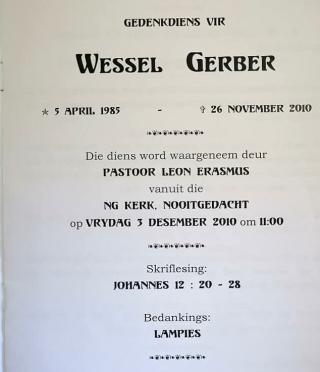 GEDENKDIENS VIR
WESSEL GERBER
* 5 APRIL 1985 - ✞ 26 NOVEMBER 2010
Die diens word waargeneem deur
PASTOOR LEON ERASMUS
vanuit die
NG KERK, NOOITGEDACHT
op VRYDAG 3 DESEMBER 2010 om 11:00
Skriflesing:
JOHANNES 12 : 20 - 28
Bedankings:
LAMPIES